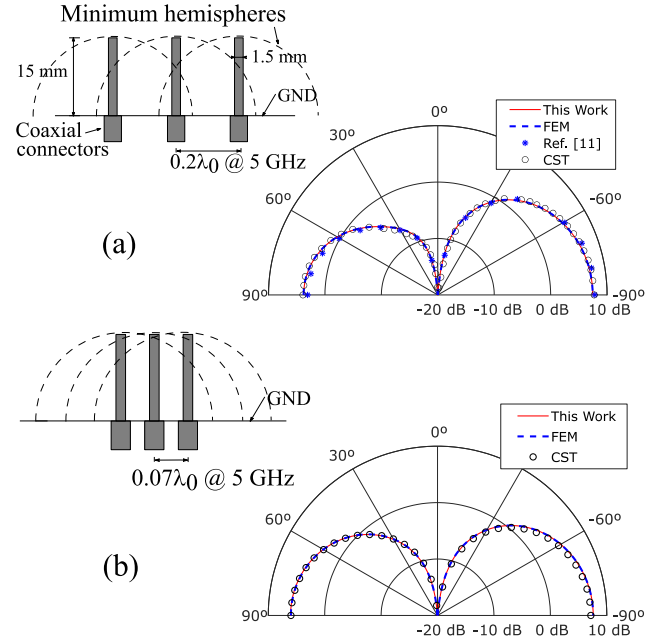 Minimum hemispheres
15 mm
1.5 mm
GND
Coaxial
connectors
0.2λ0 @ 5 GHz
(a)
This Work
FEM
Ref. [11]
CST
0º
30º
-30º
60º
-60º
90º
-90º
-20 dB
-10 dB
0 dB
10 dB
GND
0.07λ0 @ 5 GHz
(b)
This Work
FEM
CST
0º
30º
-30º
60º
-60º
90º
-90º
-20 dB
-10 dB
0 dB
10 dB